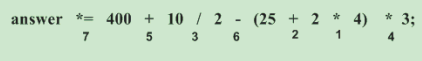 answer *= 400 + 10 / 2 - (25 + 2 * 4) * 3;
7 5 3 6 2 1 4